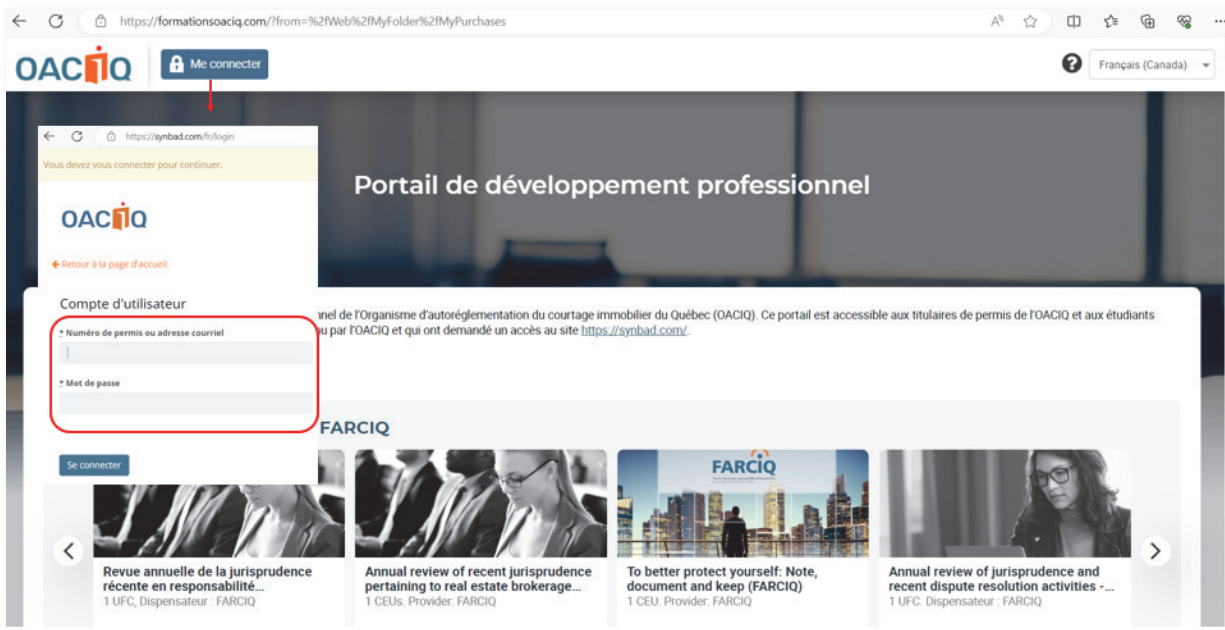 https://formationsoaciq.com/?from=%2fWeb%2fMyFolder%2fMyPurchases
OACIQ
Me connecter
Français (Canada)
https://synbad.com/fr/login
Vous devez vous connecter pour continuer.
OACIQ
Retour à la page d'accueil
Compte d'utilisateur
* Numéro de permis ou adresse courriel
* Mot de passe
Se connecter
Portail de développement professionnel
nnel de l'Organisme d'autoréglementation du courtage immobilier du Québec (OACIQ). Ce portail est accessible aux titulaires de permis de l'OACIQ et aux étudiants
nu par l'OACIQ et qui ont demandé un accès au site https://synbad.com/.
FARCIQ
FARCIQ
Revue annuelle de la jurisprudence
récente en responsabilité...
1 UFC, Dispensateur : FARCIQ
Annual review of recent jurisprudence
pertaining to real estate brokerage...
1 CEUs. Provider: FARCIQ
To better protect yourself: Note,
document and keep (FARCIQ)
1 CEU. Provider: FARCIQ
Annual review of jurisprudence and
recent dispute resolution activities -...
1 UFC. Dispensateur : FARCIQ